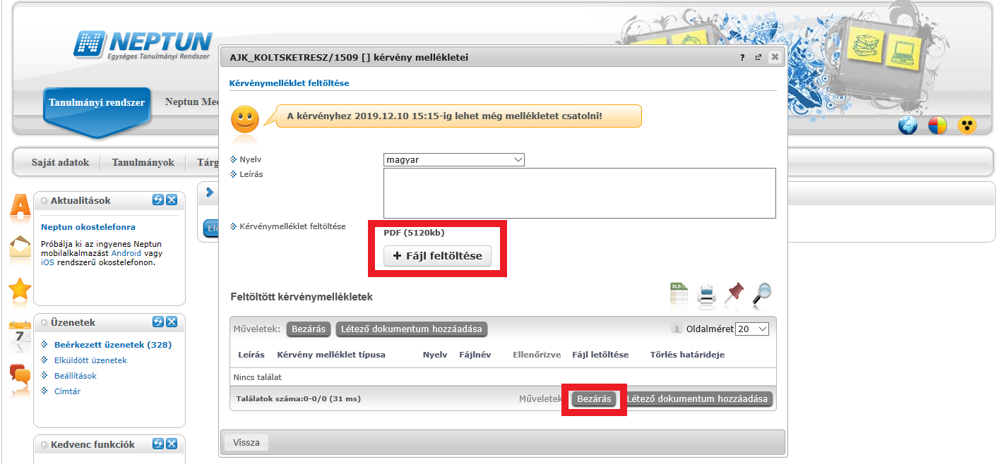 NEPTUN
Egységes Tanulmányi Rendszer
Tanulmányi rendszer
Neptun Mee
Saját adatok
Tanulmányok
Tárg
Aktualitások
Neptun okostelefonra
Próbálja ki az ingyenes Neptun
mobilalkalmazást Android vagy
iOS rendszerű okostelefonon.
7
Üzenetek
Beérkezett üzenetek (328)
Elküldött üzenetek
Beállítások
Címtár
Kedvenc funkciók
Elő
AJK_KOLTSKETRESZ/1509 [] kérvény mellékletei
?
Kérvénymelléklet feltöltése
A kérvényhez 2019.12.10 15:15-ig lehet még mellékletet csatolni!
Nyelv
magyar
Leírás
Kérvénymelléklet feltöltése
PDF (5120kb)
+ Fájl feltöltése
Feltöltött kérvénymellékletek
XLS
Műveletek: Bezárás Létező dokumentum hozzáadása
1 Oldalméret 20
Leírás Kérvény melléklet típusa Nyelv Fájlnév Ellenőrizve Fájl letöltése Törlés határideje
Nincs találat
Találatok száma:0-0/0 (31 ms)
Műveletek Bezárás Létező dokumentum hozzáadása
Vissza